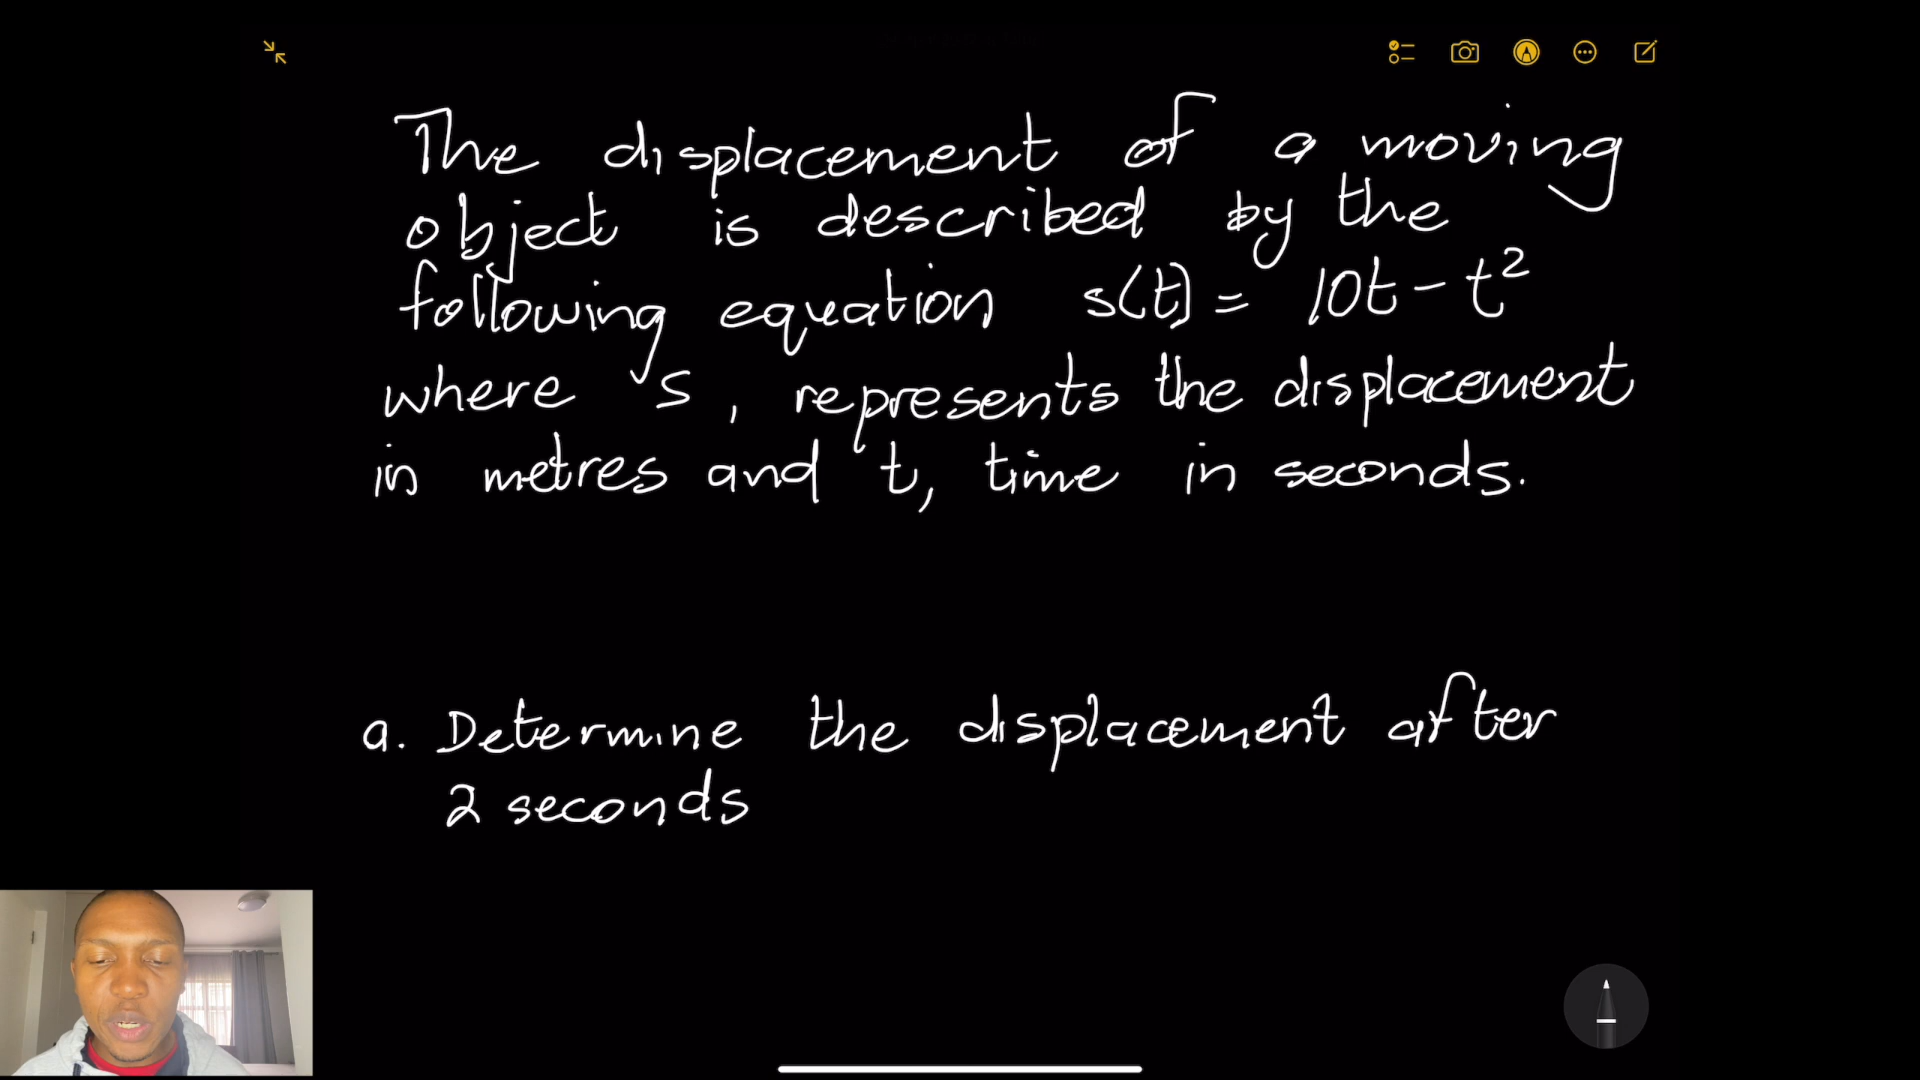 The displacement of a moving
object is described by the
following equation s(t) = 10t - t²
where s, represents the displacement
in metres and t, time in seconds.
a. Determine the displacement after
2 seconds